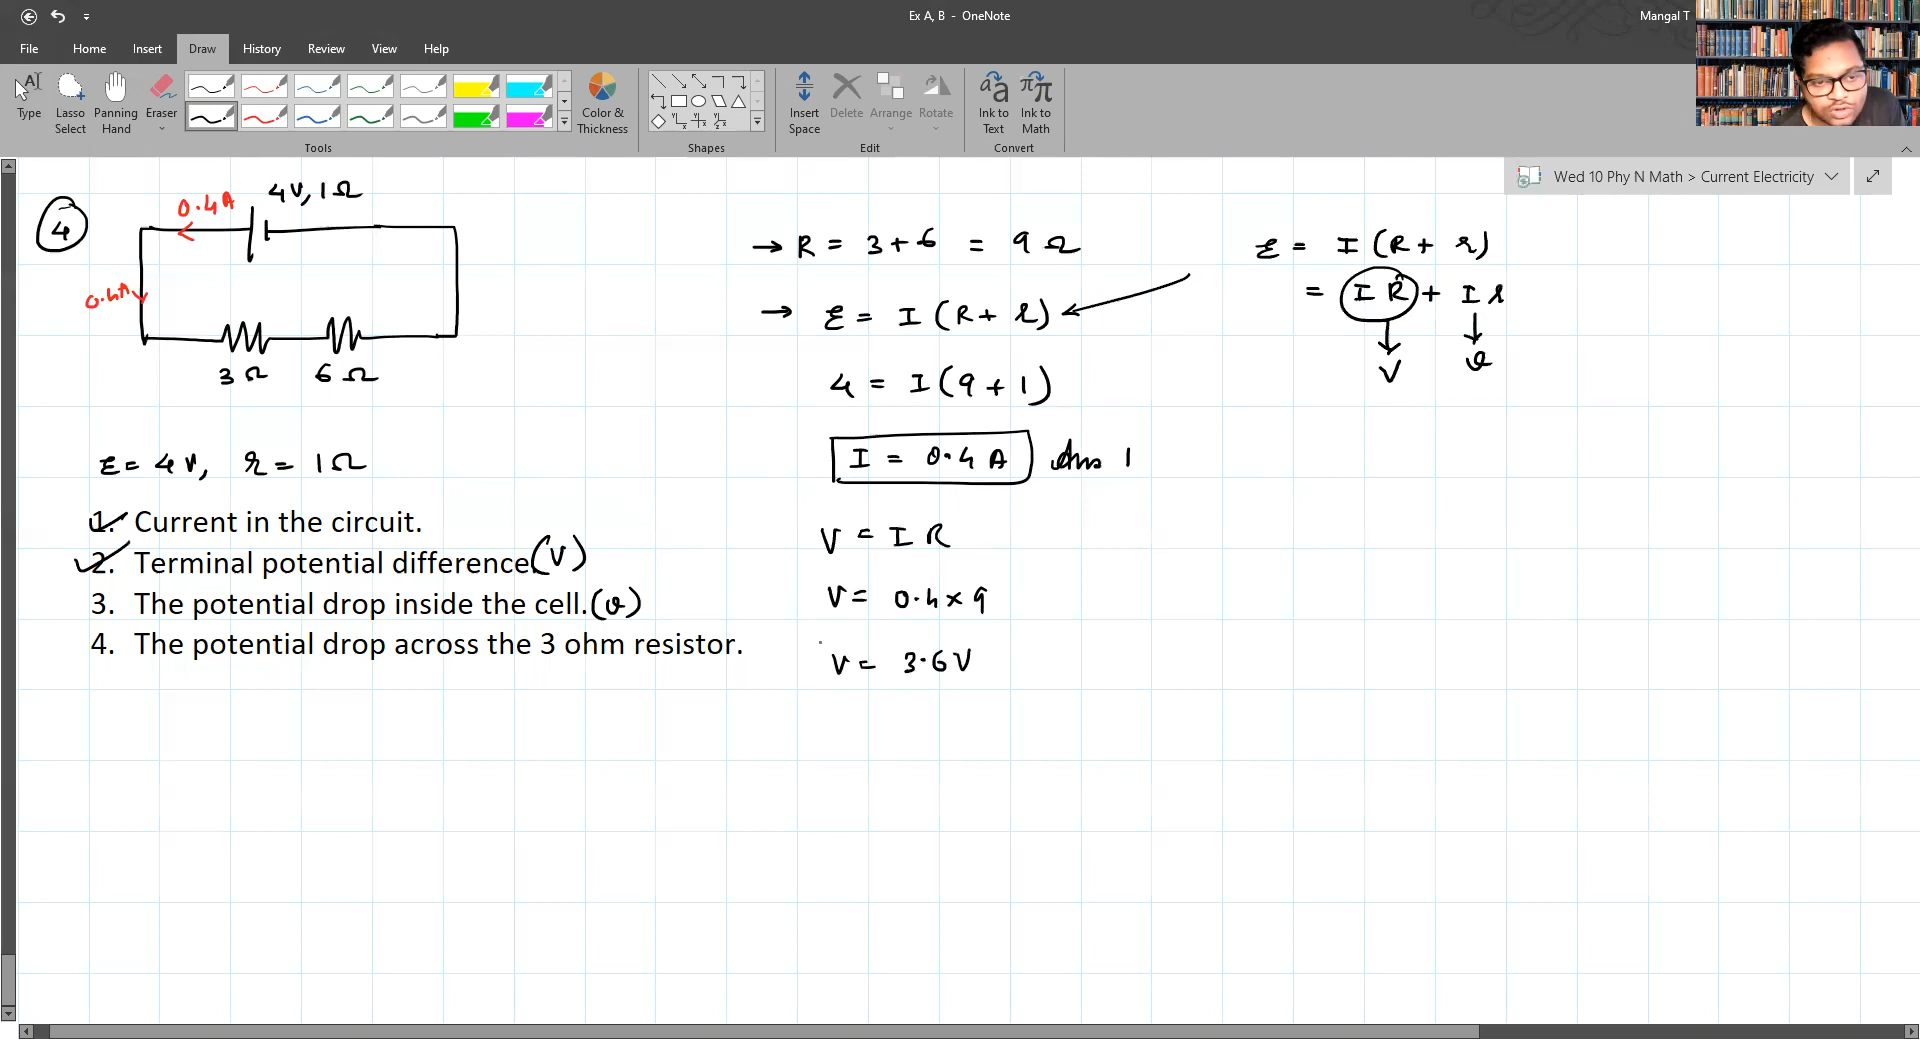 Ex A, B - OneNote
Mangal T
File Home Insert Draw History Review View Help
Type
Lasso Select
Panning Hand
Eraser
Color & Thickness
Insert Space
Delete
Arrange
Rotate
Ink to Text
Ink to Math
Tools
Shapes
Edit
Convert
Wed 10 Phy N Math > Current Electricity
4
0.4A
4V, 1Ω
0.4A
3Ω 6Ω
ε = 4V, r = 1Ω
1. Current in the circuit.
2. Terminal potential difference. (V)
3. The potential drop inside the cell. (v)
4. The potential drop across the 3 ohm resistor.
→ R = 3+6 = 9Ω
→ ε = I (R + r)
4 = I (9 + 1)
I = 0.4 A Ans 1
V = I R
V = 0.4 × 9
V = 3.6V
ε = I (R + r)
= I R + I r
V v